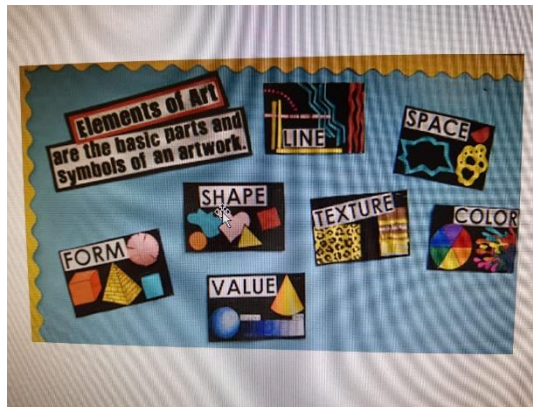 Elements of Art
are the basic parts and
symbols of an artwork.
LINE
SPACE
SHAPE
TEXTURE
COLOR
FORM
VALUE